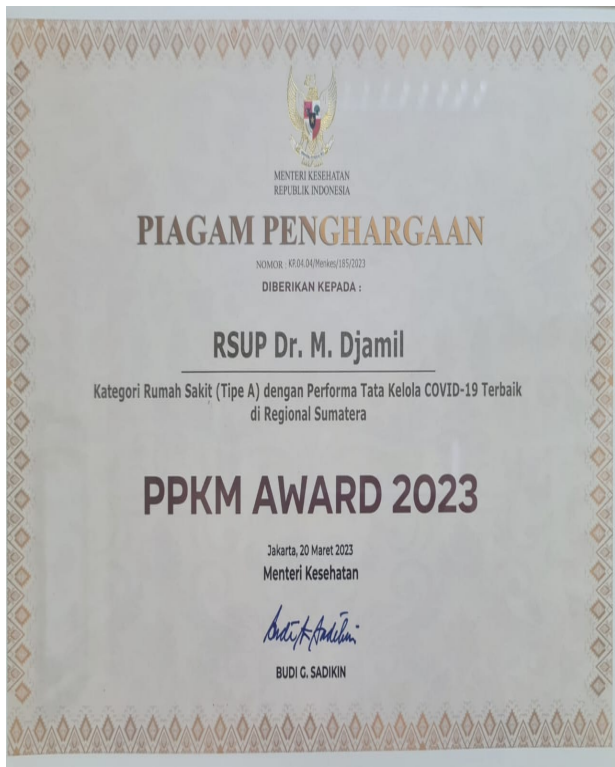 MENTERI KESEHATAN
REPUBLIK INDONESIA
PIAGAM PENGHARGAAN
NOMOR : KP.04.04/Menkes/185/2023
DIBERIKAN KEPADA :
RSUP Dr. M. Djamil
Kategori Rumah Sakit (Tipe A) dengan Performa Tata Kelola COVID-19 Terbaik
di Regional Sumatera
PPKM AWARD 2023
Jakarta, 20 Maret 2023
Menteri Kesehatan
BUDI G. SADIKIN